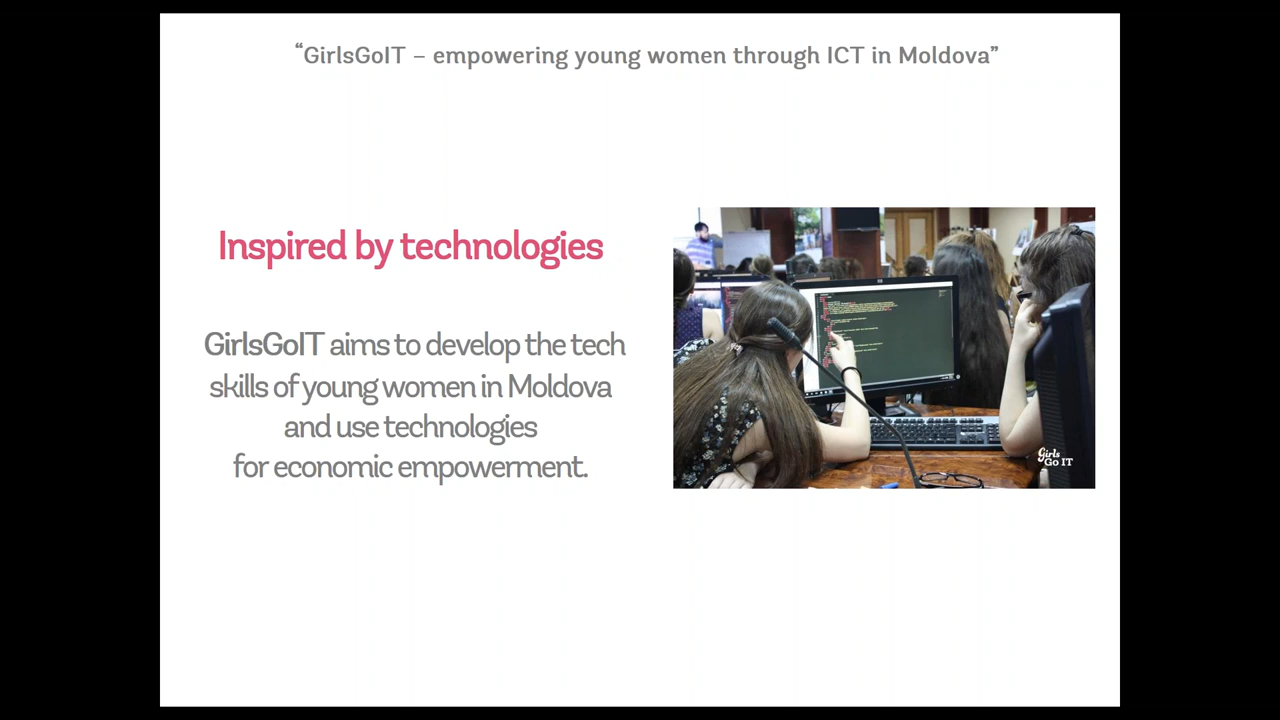 “GirlsGoIT – empowering young women through ICT in Moldova”
Inspired by technologies
GirlsGoIT aims to develop the tech
skills of young women in Moldova
and use technologies
for economic empowerment.
Girls
Go IT